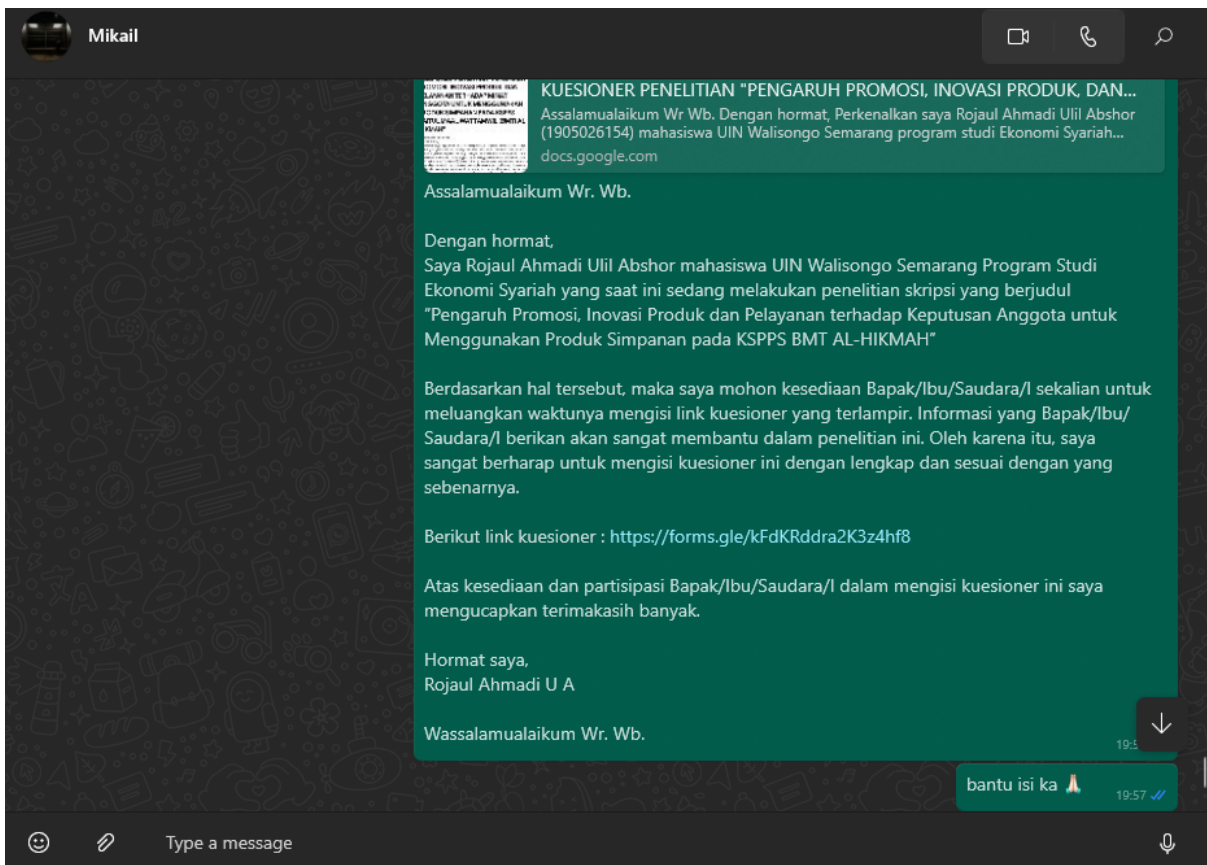 Mikail
KUESIONER PENELITIAN "PENGARUH PROMOSI, INOVASI PRODUK, DAN...
Assalamualaikum Wr Wb. Dengan hormat, Perkenalkan saya Rojaul Ahmadi Ulil Abshor
(1905026154) mahasiswa UIN Walisongo Semarang program studi Ekonomi Syariah...
docs.google.com
Assalamualaikum Wr. Wb.
Dengan hormat,
Saya Rojaul Ahmadi Ulil Abshor mahasiswa UIN Walisongo Semarang Program Studi
Ekonomi Syariah yang saat ini sedang melakukan penelitian skripsi yang berjudul
"Pengaruh Promosi, Inovasi Produk dan Pelayanan terhadap Keputusan Anggota untuk
Menggunakan Produk Simpanan pada KSPPS BMT AL-HIKMAH"
Berdasarkan hal tersebut, maka saya mohon kesediaan Bapak/Ibu/Saudara/I sekalian untuk
meluangkan waktunya mengisi link kuesioner yang terlampir. Informasi yang Bapak/Ibu/
Saudara/I berikan akan sangat membantu dalam penelitian ini. Oleh karena itu, saya
sangat berharap untuk mengisi kuesioner ini dengan lengkap dan sesuai dengan yang
sebenarnya.
Berikut link kuesioner : https://forms.gle/kFdKRddra2K3z4hf8
Atas kesediaan dan partisipasi Bapak/Ibu/Saudara/I dalam mengisi kuesioner ini saya
mengucapkan terimakasih banyak.
Hormat saya,
Rojaul Ahmadi U A
Wassalamualaikum Wr. Wb.
bantu isi ka 🙏🏻
19:57
Type a message